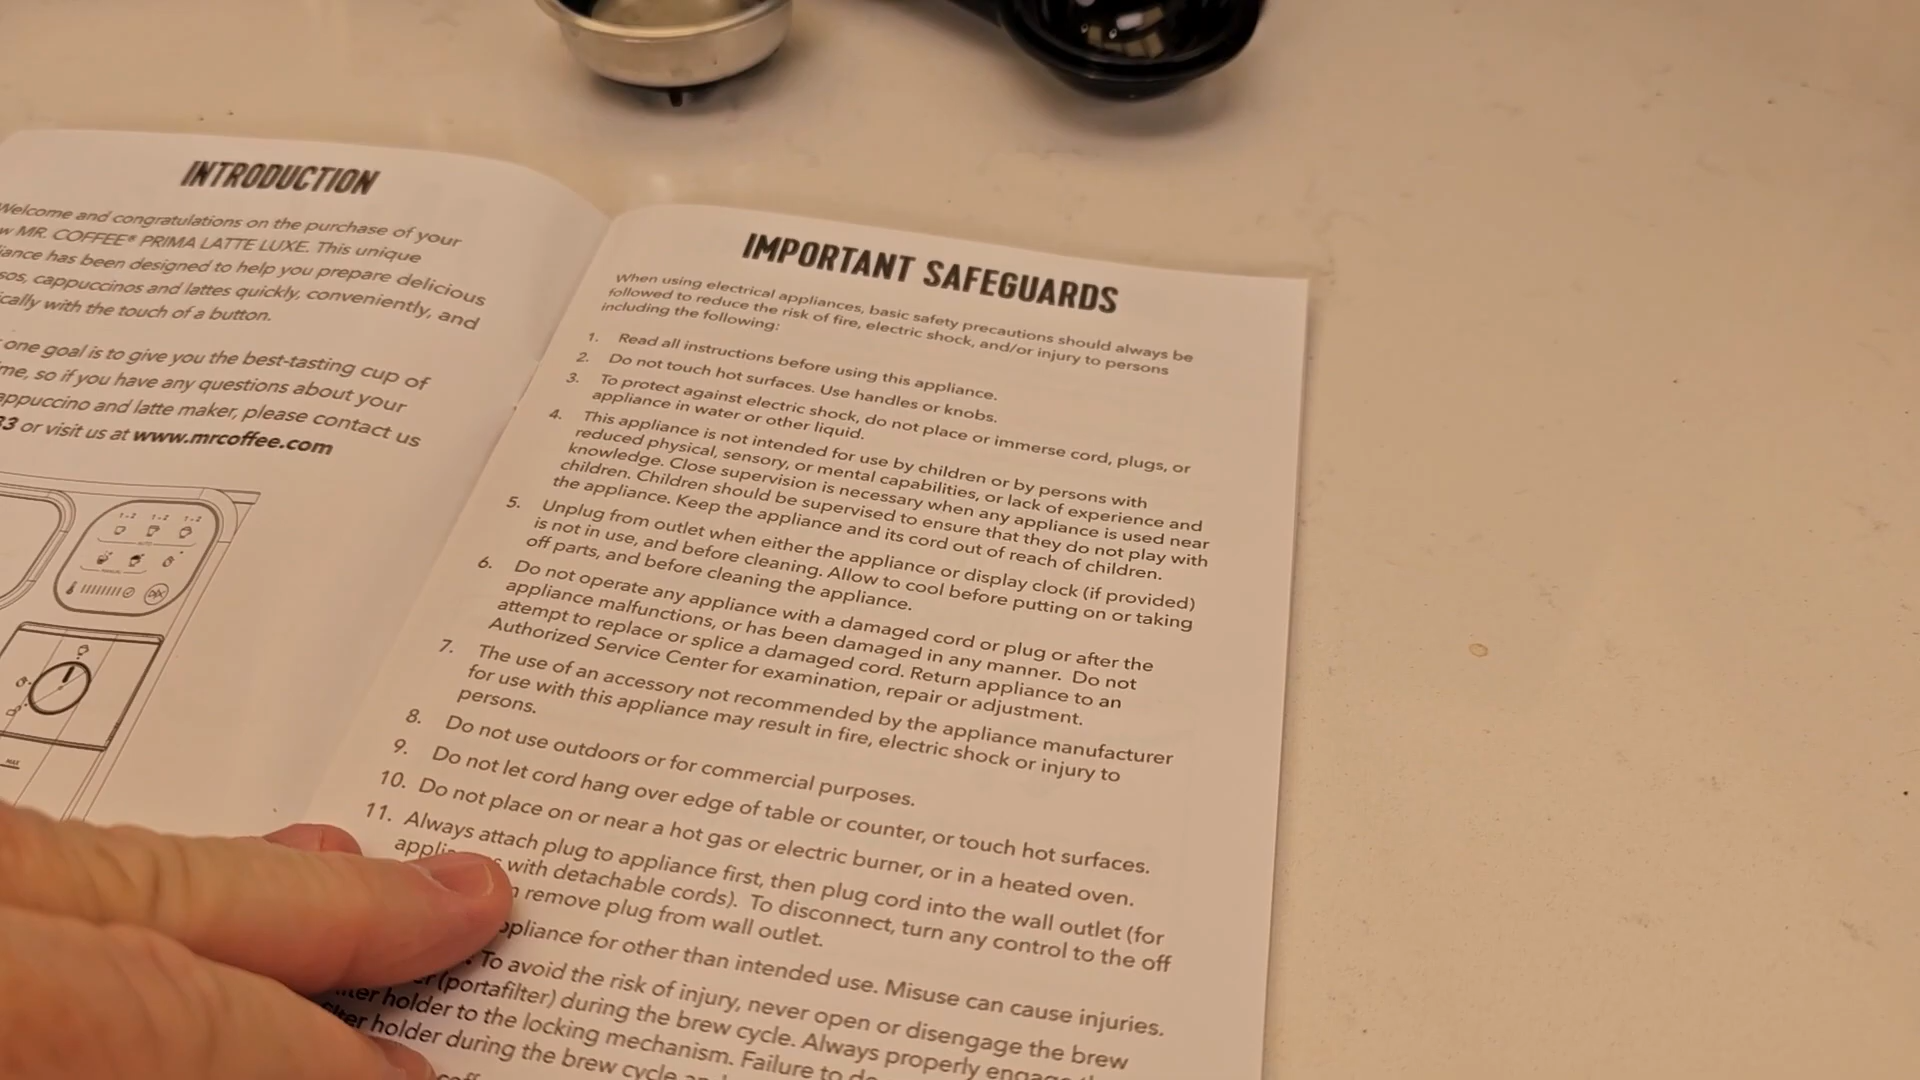 INTRODUCTION
Welcome and congratulations on the purchase of your
MR. COFFEE® PRIMA LATTE LUXE. This unique
has been designed to help you prepare delicious
cappuccinos and lattes quickly, conveniently, and
with the touch of a button.
one goal is to give you the best-tasting cup of
so if you have any questions about your
and latte maker, please contact us
or visit us at www.mrcoffee.com
1-2 1-2 1-2
AUTO
MANUAL
MAX
IMPORTANT SAFEGUARDS
When using electrical appliances, basic safety precautions should always be
followed to reduce the risk of fire, electric shock, and/or injury to persons
including the following:
1. Read all instructions before using this appliance.
2. Do not touch hot surfaces. Use handles or knobs.
3. To protect against electric shock, do not place or immerse cord, plugs, or
appliance in water or other liquid.
4. This appliance is not intended for use by children or by persons with
reduced physical, sensory, or mental capabilities, or lack of experience and
knowledge. Close supervision is necessary when any appliance is used near
children. Children should be supervised to ensure that they do not play with
the appliance. Keep the appliance and its cord out of reach of children.
5. Unplug from outlet when either the appliance or display clock (if provided)
is not in use, and before cleaning. Allow to cool before putting on or taking
off parts, and before cleaning the appliance.
6. Do not operate any appliance with a damaged cord or plug or after the
appliance malfunctions, or has been damaged in any manner. Do not
attempt to replace or splice a damaged cord. Return appliance to an
Authorized Service Center for examination, repair or adjustment.
7. The use of an accessory not recommended by the appliance manufacturer
for use with this appliance may result in fire, electric shock or injury to
persons.
8. Do not use outdoors or for commercial purposes.
9. Do not let cord hang over edge of table or counter, or touch hot surfaces.
10. Do not place on or near a hot gas or electric burner, or in a heated oven.
11. Always attach plug to appliance first, then plug cord into the wall outlet (for
with detachable cords). To disconnect, turn any control to the off
remove plug from wall outlet.
for other than intended use. Misuse can cause injuries.
To avoid the risk of injury, never open or disengage the brew
(portafilter) during the brew cycle. Always properly
holder to the locking mechanism. Failure to
holder during the brew cycle